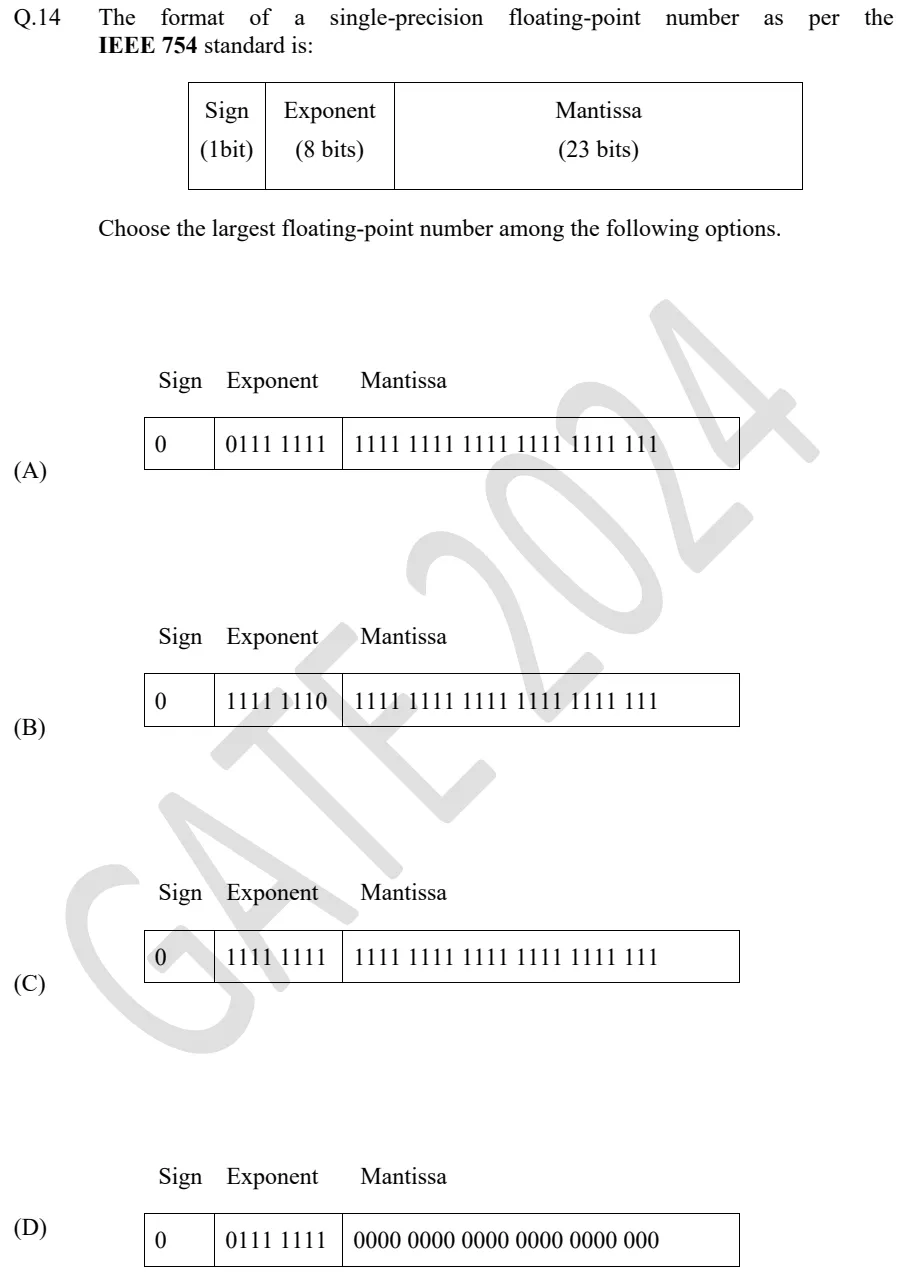 Q.14 The format of a single-precision floating-point number as per the
IEEE 754 standard is:
Sign Exponent Mantissa
(1bit) (8 bits) (23 bits)
Choose the largest floating-point number among the following options.
Sign Exponent Mantissa
0 0111 1111 1111 1111 1111 1111 1111 111
(A)
Sign Exponent Mantissa
0 1111 1110 1111 1111 1111 1111 1111 111
(B)
Sign Exponent Mantissa
0 1111 1111 1111 1111 1111 1111 1111 111
(C)
Sign Exponent Mantissa
(D)
0 0111 1111 0000 0000 0000 0000 0000 000
GATE 2024